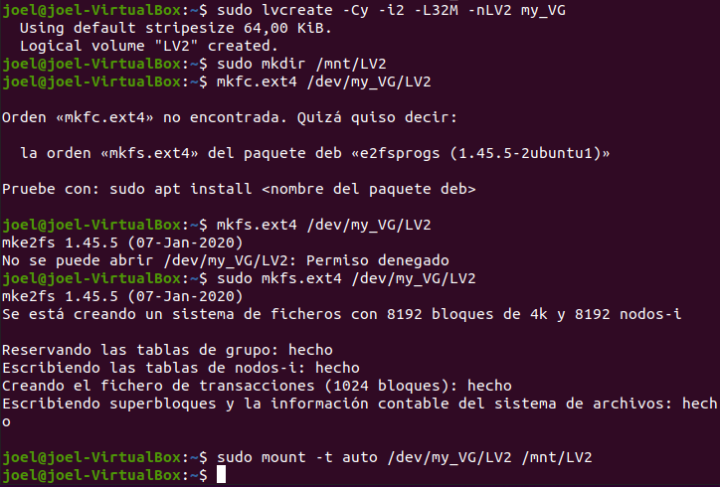 joel@joel-VirtualBox:~$ sudo lvcreate -Cy -i2 -L32M -nLV2 my_VG
  Using default stripesize 64,00 KiB.
  Logical volume "LV2" created.
joel@joel-VirtualBox:~$ sudo mkdir /mnt/LV2
joel@joel-VirtualBox:~$ mkfc.ext4 /dev/my_VG/LV2

Orden «mkfc.ext4» no encontrada. Quizá quiso decir:

  la orden «mkfs.ext4» del paquete deb «e2fsprogs (1.45.5-2ubuntu1)»

Pruebe con: sudo apt install <nombre del paquete deb>

joel@joel-VirtualBox:~$ mkfs.ext4 /dev/my_VG/LV2
mke2fs 1.45.5 (07-Jan-2020)
No se puede abrir /dev/my_VG/LV2: Permiso denegado
joel@joel-VirtualBox:~$ sudo mkfs.ext4 /dev/my_VG/LV2
mke2fs 1.45.5 (07-Jan-2020)
Se está creando un sistema de ficheros con 8192 bloques de 4k y 8192 nodos-i

Reservando las tablas de grupo: hecho
Escribiendo las tablas de nodos-i: hecho
Creando el fichero de transacciones (1024 bloques): hecho
Escribiendo superbloques y la información contable del sistema de archivos: hech
o

joel@joel-VirtualBox:~$ sudo mount -t auto /dev/my_VG/LV2 /mnt/LV2
joel@joel-VirtualBox:~$